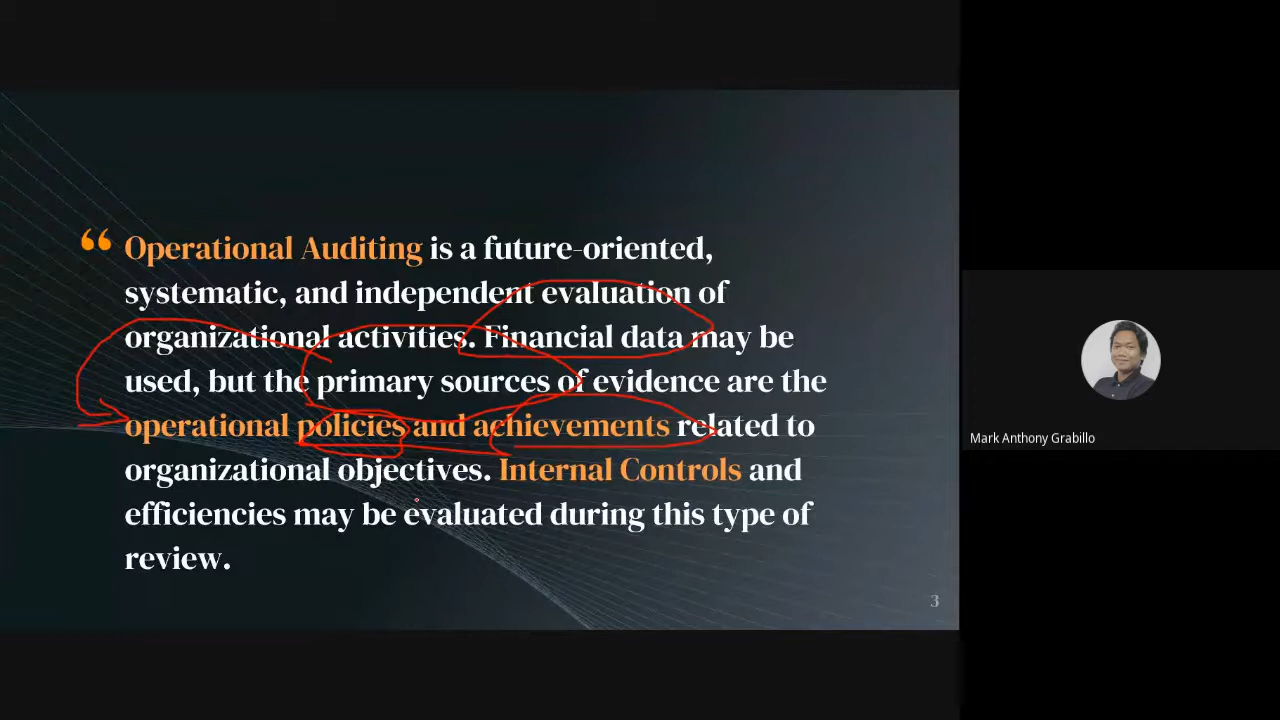 “ Operational Auditing is a future-oriented,
systematic, and independent evaluation of
organizational activities. Financial data may be
used, but the primary sources of evidence are the
operational policies and achievements related to
organizational objectives. Internal Controls and
efficiencies may be evaluated during this type of
review.
3
Mark Anthony Grabillo